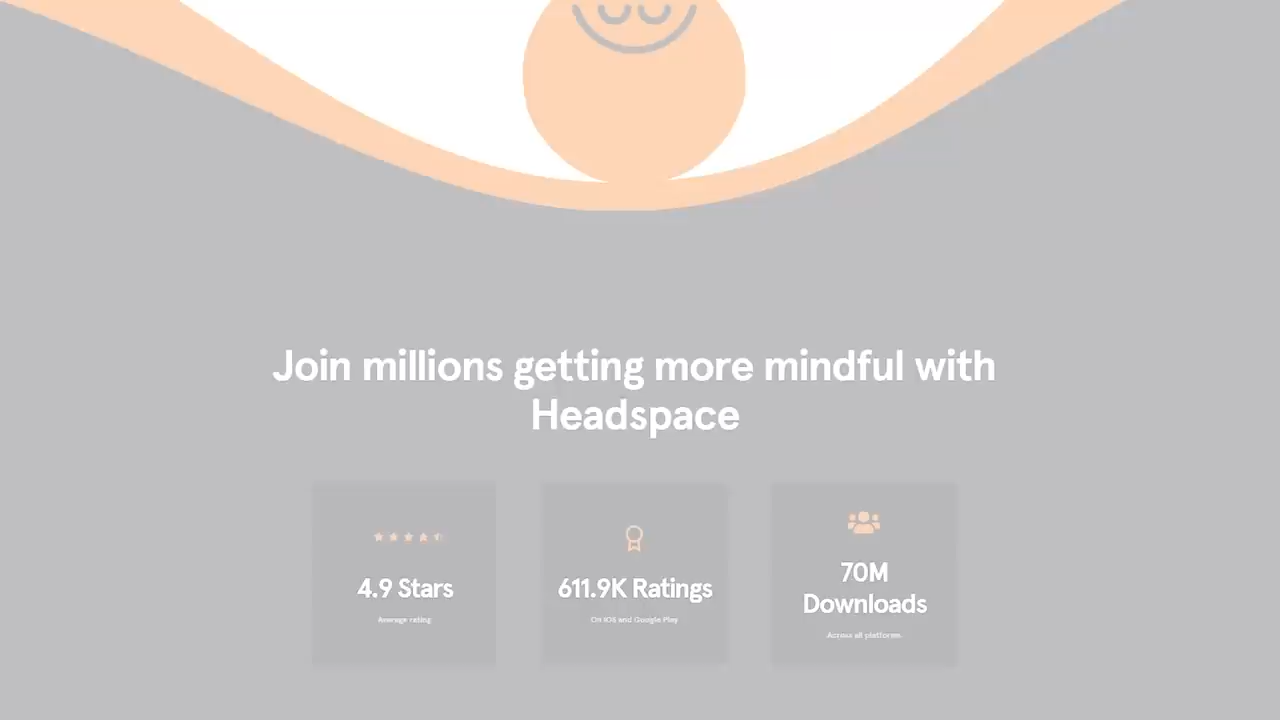 Join millions getting more mindful with
Headspace
4.9 Stars
Average rating
611.9K Ratings
On iOS and Google Play
70M
Downloads
Across all platforms